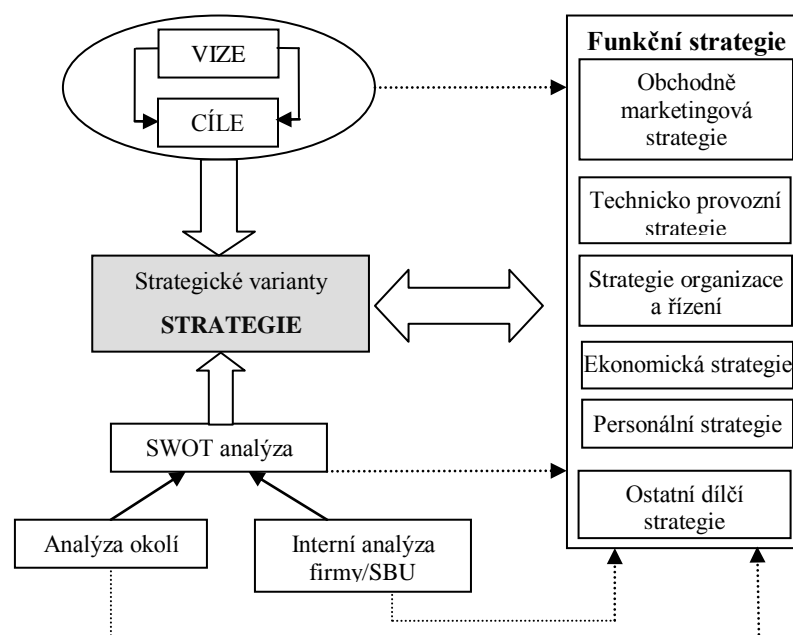 VIZE
CÍLE
Strategické varianty
STRATEGIE
SWOT analýza
Analýza okolí
Interní analýza
firmy/SBU
Funkční strategie
Obchodně
marketingová
strategie
Technicko provozní
strategie
Strategie organizace
a řízení
Ekonomická strategie
Personální strategie
Ostatní dílčí
strategie